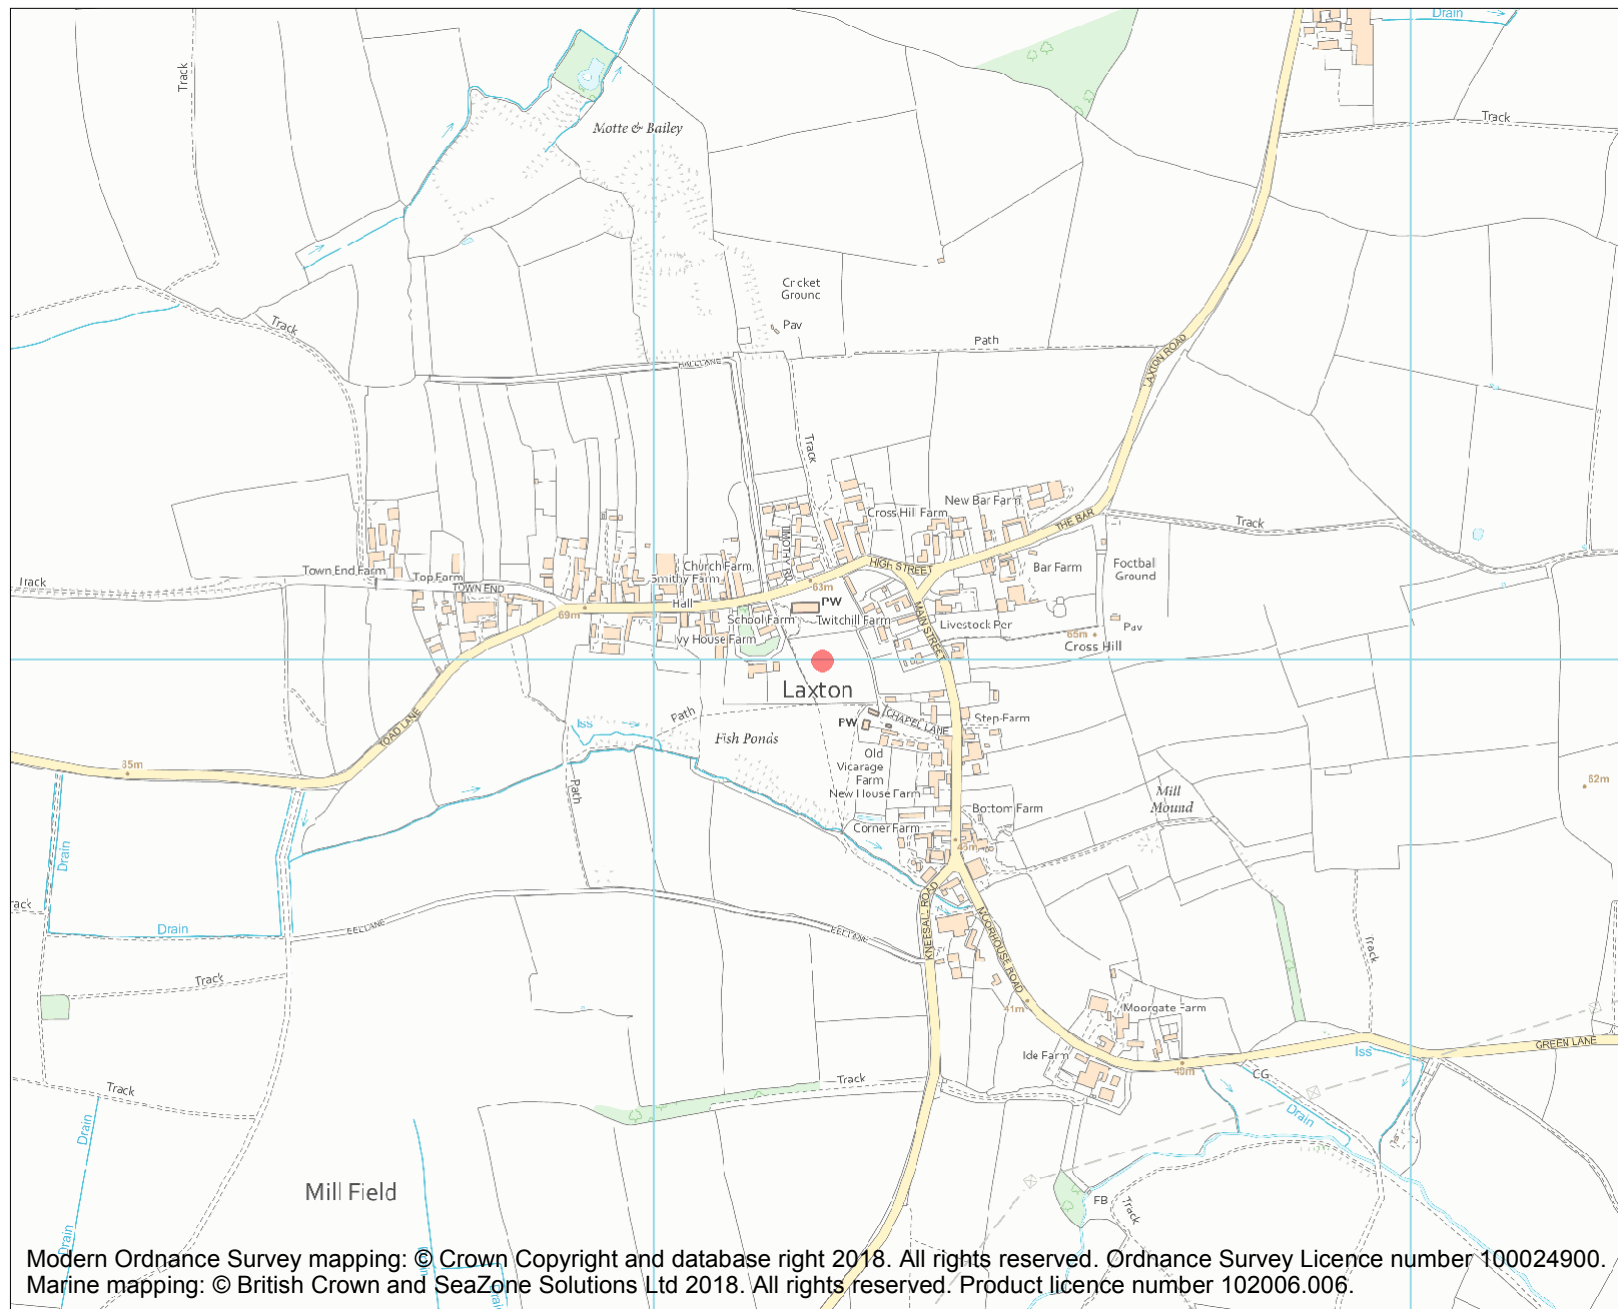 Drain
Track
Track
Motte & Bailey
Cricket
Ground
Pav
Track
Path
HALL LANE
LAXTON ROAD
Track
New Bar Farm
Cross Hill Farm
THE BAR
Track
TIMOTHY RD
HIGH STREET
Church Farm
Smithy Farm
Bar Farm
Footbal
Ground
Town End Farm
Top Farm
Track
TOWN END
63m
69m
Hall
PW
School Farm
Twitchill Farm
MAIN STREET
Livestock Per
Pav
65m
Ivy House Farm
Cross Hill
Laxton
TOAD LANE
Iss
Path
PW
CHAPEL LANE
Step Farm
Fish Ponds
Old
Vicarage
Farm
New House Farm
35m
Path
62m
Mill
Mound
Bottom Farm
Corner Farm
Drain
KNEESALL ROAD
MOORHOUSE ROAD
ack
Drain
Track
Track
41m
Moorgate Farm
Ide Farm
GREEN LANE
Iss
40m
CG
Track
Track
Drain
Drain
Mill Field
FB
Track
Drain
Modern Ordnance Survey mapping: © Crown Copyright and database right 2018. All rights reserved. Ordnance Survey Licence number 100024900.
Marine mapping: © British Crown and SeaZone Solutions Ltd 2018. All rights reserved. Product licence number 102006.006.